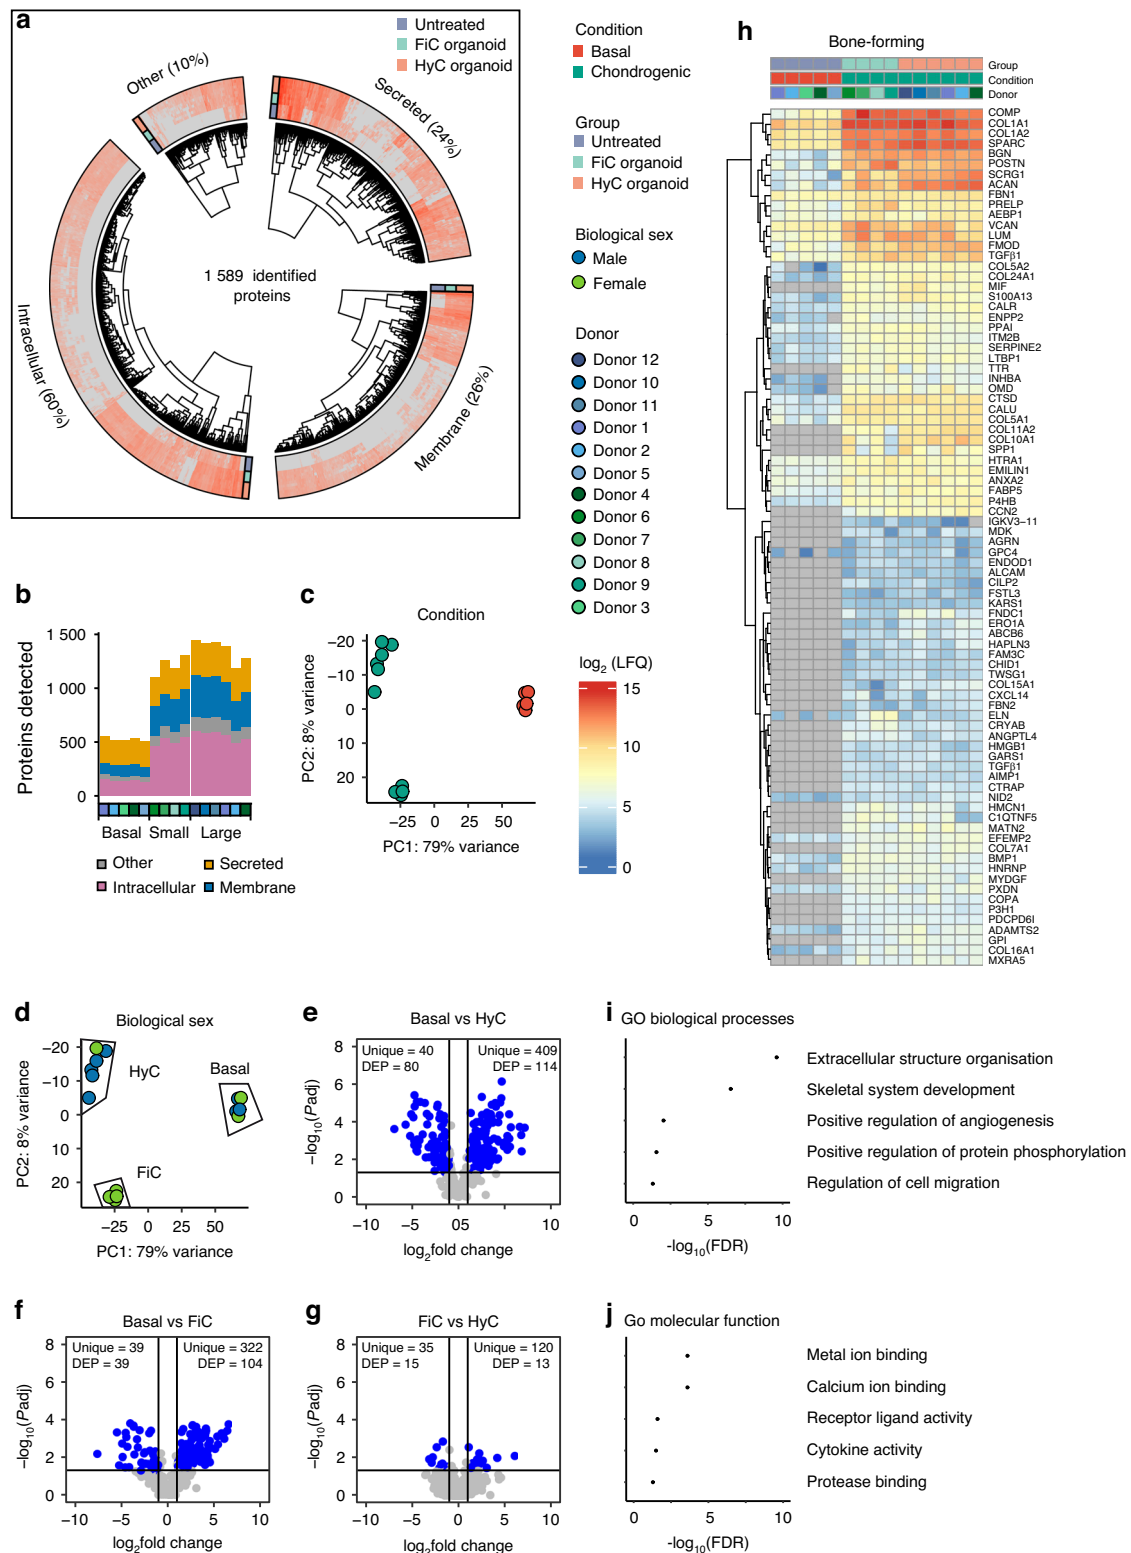 a
Untreated
FiC organoid
HyC organoid
Other (10%)
Secreted (24%)
Intracellular (60%)
Membrane (26%)
1 589 identified
proteins
Condition
Basal
Chondrogenic
Group
Untreated
FiC organoid
HyC organoid
Biological sex
Male
Female
Donor
Donor 12
Donor 10
Donor 11
Donor 1
Donor 2
Donor 5
Donor 4
Donor 6
Donor 7
Donor 8
Donor 9
Donor 3
log2 (LFQ)
15
10
5
0
b
Proteins detected
1 500
1 000
500
0
Basal
Small
Large
Other
Secreted
Intracellular
Membrane
c
Condition
PC2: 8% variance
−20
−10
0
10
20
−25
0
25
50
PC1: 79% variance
h
Bone-forming
Group
Condition
Donor
COMP
COL1A1
COL1A2
SPARC
BGN
POSTN
SCRG1
ACAN
FBN1
PRELP
AEBP1
VCAN
LUM
FMOD
TGFβ1
COL5A2
COL24A1
MIF
S100A13
CALR
ENPP2
PPAI
ITM2B
SERPINE2
LTBP1
TTR
INHBA
OMD
CTSD
CALU
COL5A1
COL11A2
COL10A1
SPP1
HTRA1
EMILIN1
ANXA2
FABP5
P4HB
CCN2
IGKV3-11
MDK
AGRN
GPC4
ENDOD1
ALCAM
CILP2
FSTL3
KARS1
FNDC1
ERO1A
ABCB6
HAPLN3
FAM3C
CHID1
TWSG1
COL15A1
CXCL14
FBN2
ELN
CRYAB
ANGPTL4
HMGB1
GARS1
TGFβ1
AIMP1
CTRAP
NID2
HMCN1
C1QTNF5
MATN2
EFEMP2
COL7A1
BMP1
HNRNP
MYDGF
PXDN
COPA
P3H1
PDCPD6I
ADAMTS2
GPI
COL16A1
MXRA5
d
Biological sex
PC2: 8% variance
−20
−10
0
10
20
HyC
Basal
FiC
−25
0
25
50
PC1: 79% variance
e
Basal vs HyC
Unique = 40
DEP = 80
Unique = 409
DEP = 114
−log10(Padj)
8
6
4
2
0
−10
−5
05
10
log2fold change
i
GO biological processes
Extracellular structure organisation
Skeletal system development
Positive regulation of angiogenesis
Positive regulation of protein phosphorylation
Regulation of cell migration
0
5
10
-log10(FDR)
f
Basal vs FiC
Unique = 39
DEP = 39
Unique = 322
DEP = 104
−log10(Padj)
8
6
4
2
0
−10
−5
0
5
10
log2fold change
g
FiC vs HyC
Unique = 35
DEP = 15
Unique = 120
DEP = 13
−log10(Padj)
8
6
4
2
0
−10
−5
0
5
10
log2fold change
j
Go molecular function
Metal ion binding
Calcium ion binding
Receptor ligand activity
Cytokine activity
Protease binding
0
5
10
-log10(FDR)